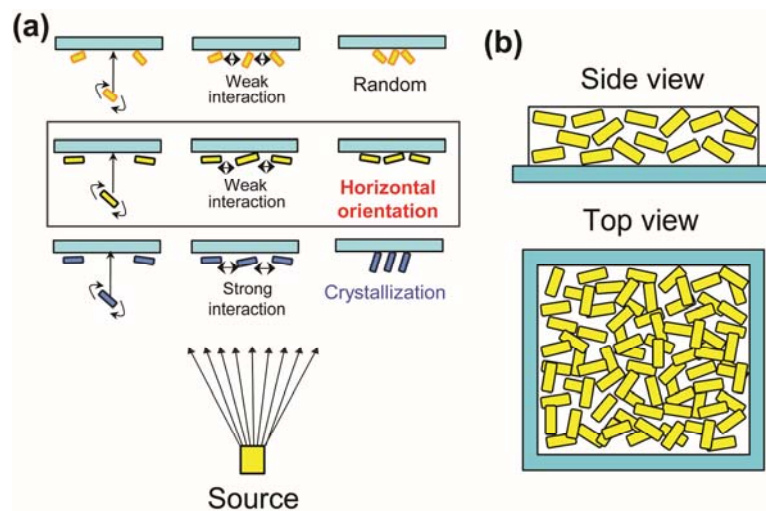 (a)
Weak
interaction
Random
Weak
interaction
Horizontal
orientation
Strong
interaction
Crystallization
Source
(b)
Side view
Top view